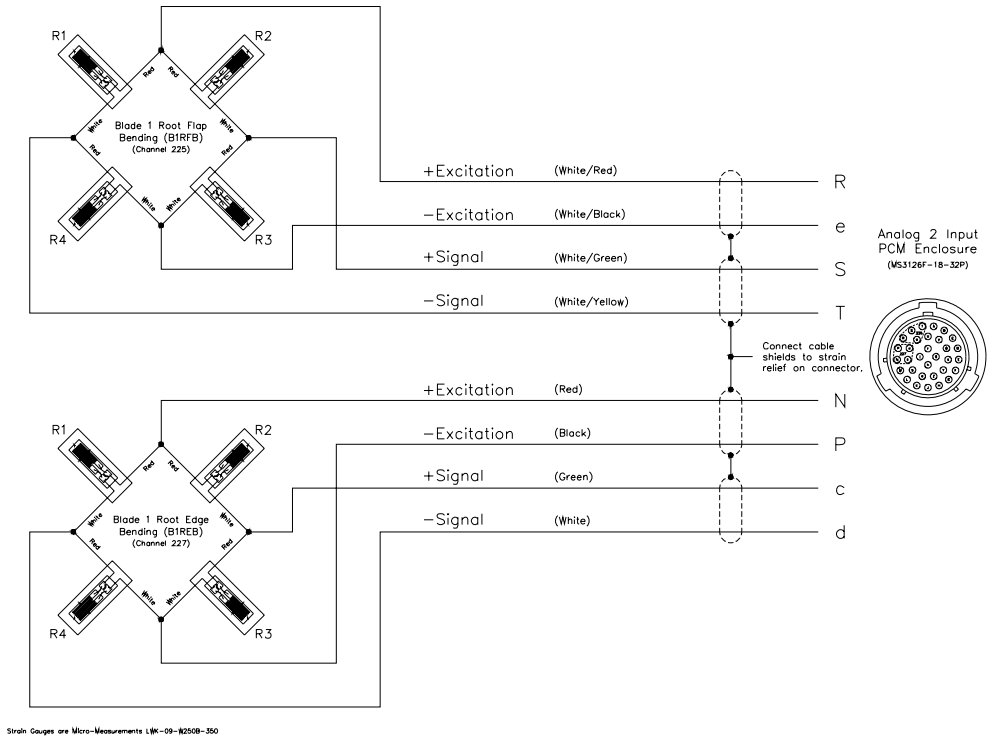 R1
R2
Red
Red
White
White
Blade 1 Root Flap
Bending (B1RFB)
(Channel 225)
Red
Red
White
White
R4
R3
+Excitation (White/Red) R
−Excitation (White/Black) e
+Signal (White/Green) S
−Signal (White/Yellow) T
Analog 2 Input
PCM Enclosure
(MS3126F-18-32P)
Connect cable
shields to strain
relief on connector.
+Excitation (Red) N
−Excitation (Black) P
+Signal (Green) c
−Signal (White) d
R1
R2
Red
Red
White
White
Blade 1 Root Edge
Bending (B1REB)
(Channel 227)
Red
Red
White
White
R4
R3
Strain Gauges are Micro-Measurements LWK-09-W250B-350